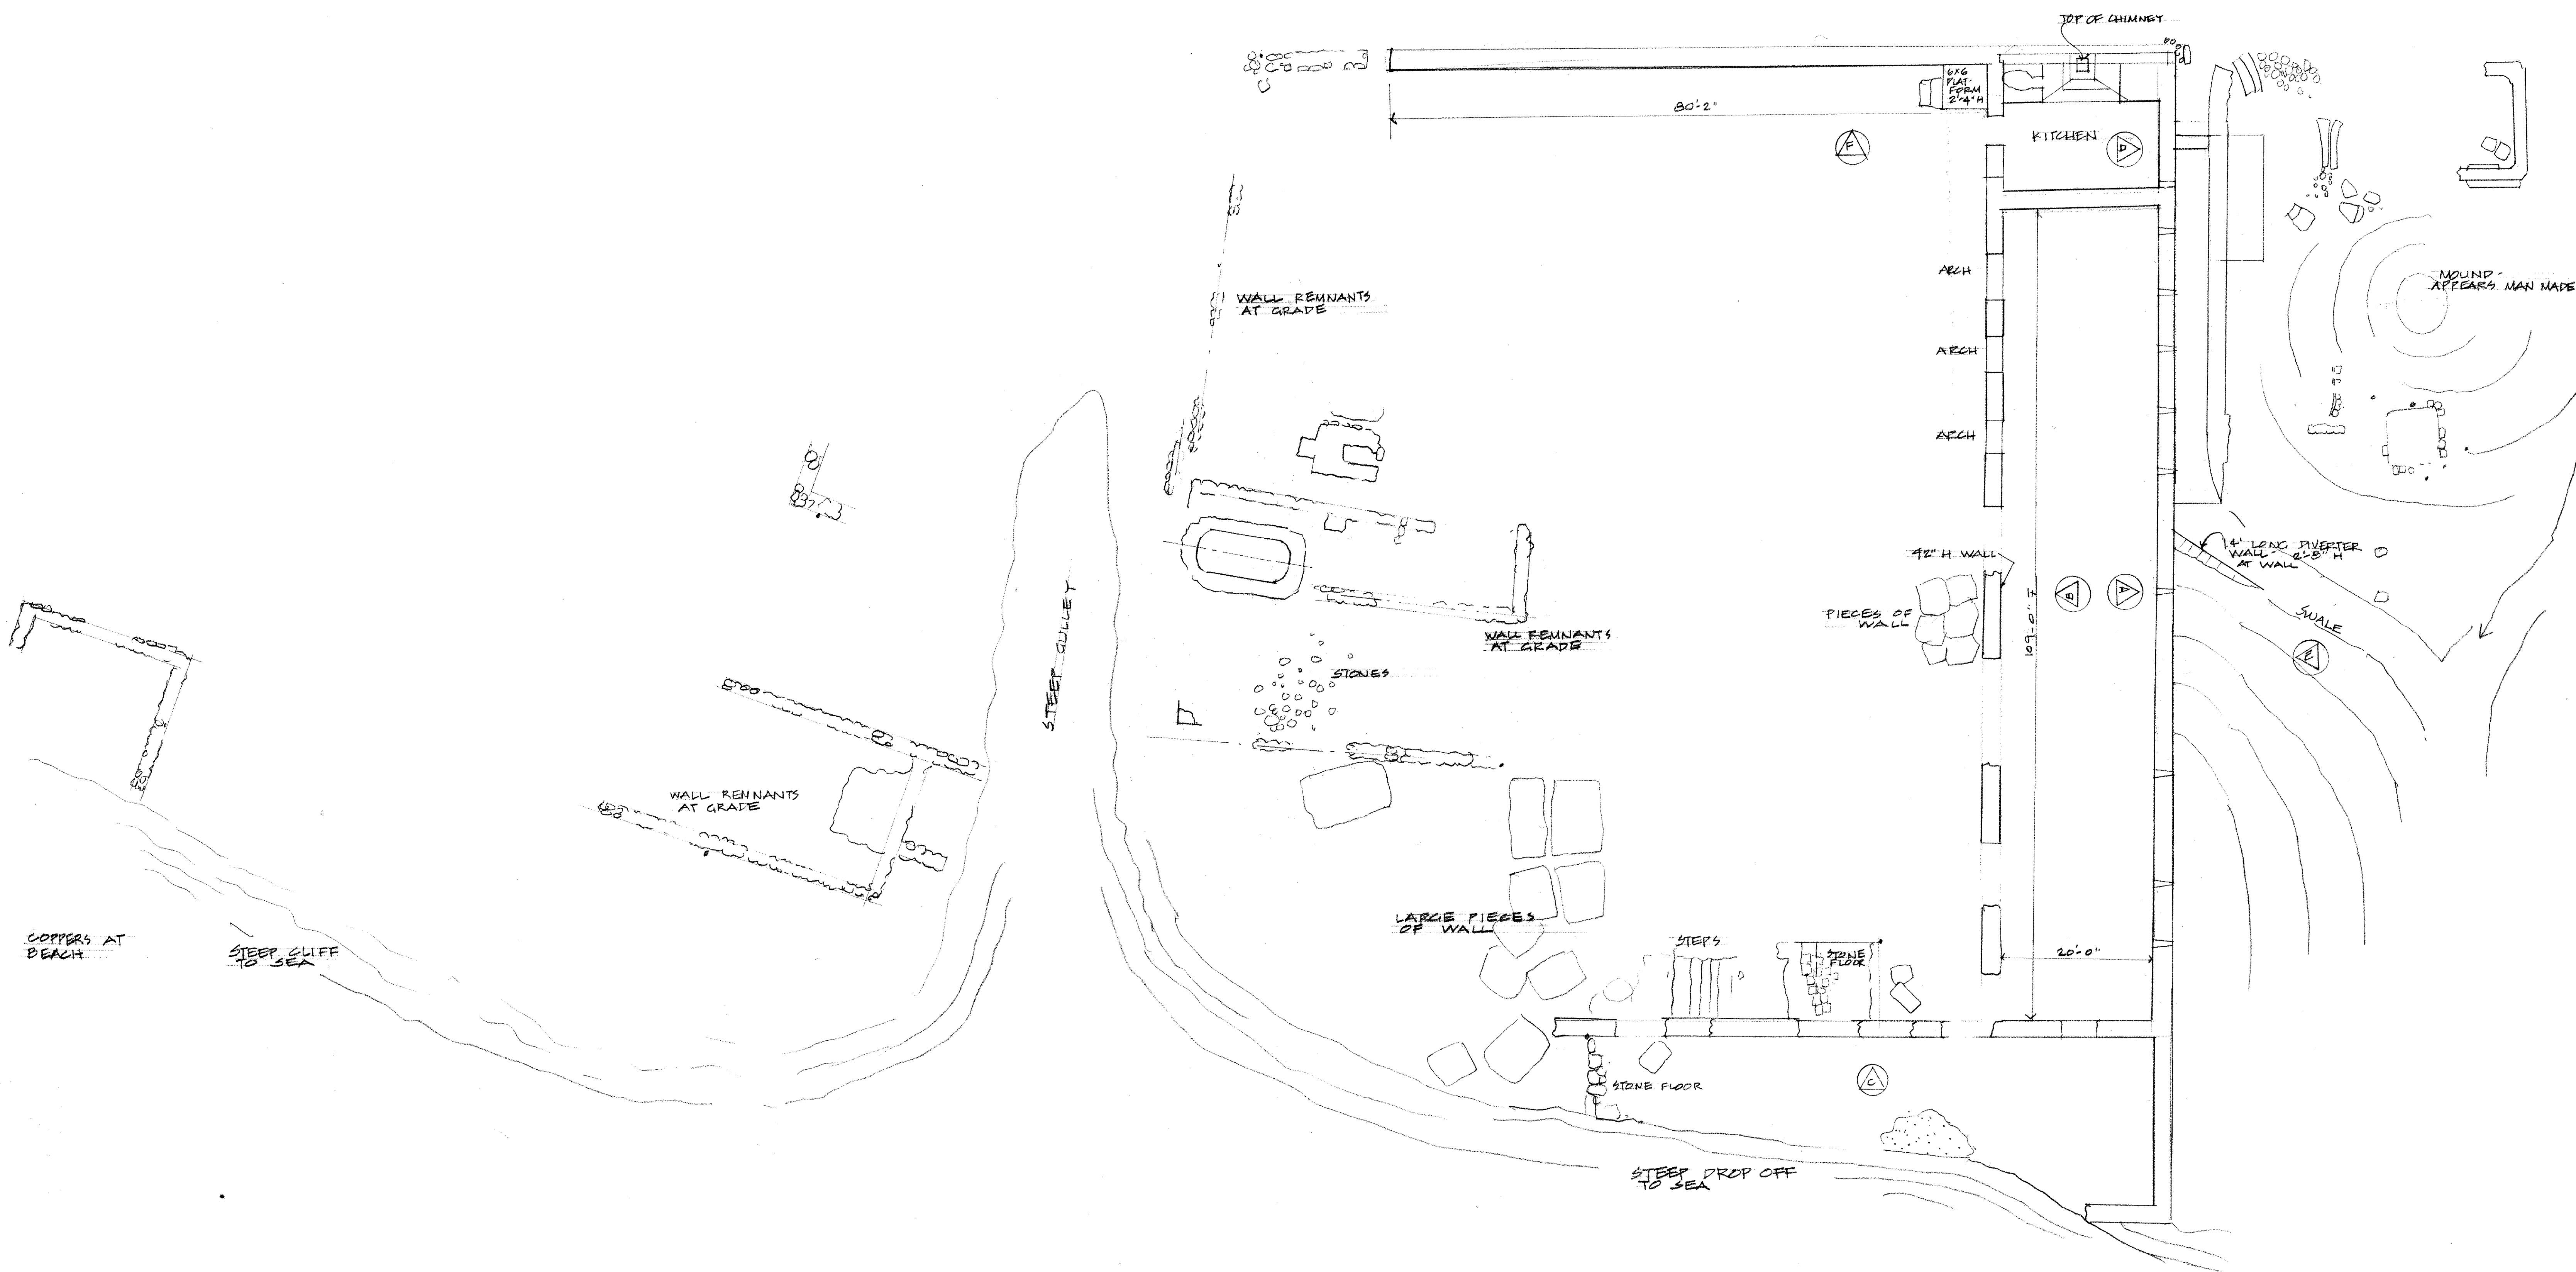 TOP OF CHIMNEY
6X6
PLAT-
FORM
2'-4" H
80'-2"
F
KITCHEN
D
ARCH
MOUND -
APPEARS MAN MADE
WALL REMNANTS
AT GRADE
ARCH
ARCH
42" H WALL
14' LONG DIVERTER
WALL - 2'-8" H
AT WALL
PIECES OF
WALL
B
A
109'-0" ±
SWALE
E
STEEP GULLEY
WALL REMNANTS
AT GRADE
STONES
WALL REMNANTS
AT GRADE
LARGE PIECES
OF WALL
COPPERS AT
BEACH
STEEP CLIFF
TO SEA
STEPS
STONE
FLOOR
20'-0"
STONE FLOOR
C
STEEP DROP OFF
TO SEA